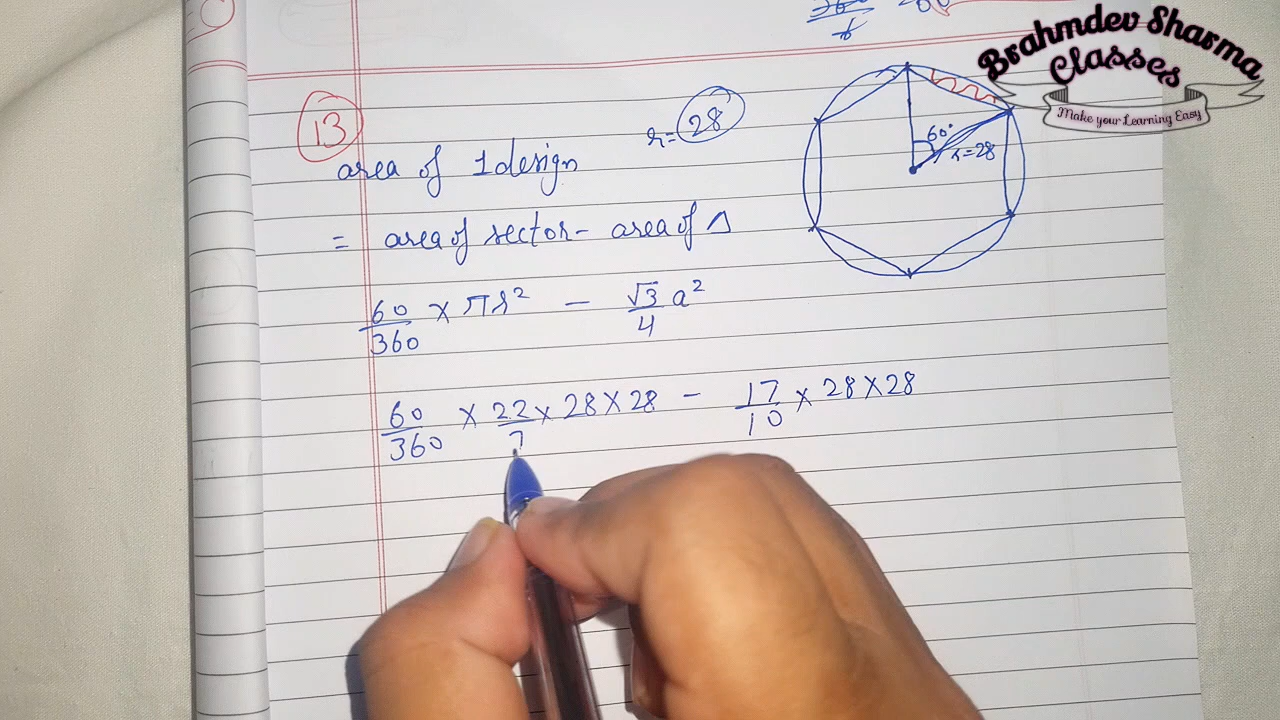 Brahmdev Sharma
Classes
Make your Learning Easy
13
r=28
area of 1 design
= area of sector - area of Δ
60/360 × πr² - √3/4 a²
60/360 × 22/7 × 28 × 28 - 17/10 × 28 × 28
60°
r=28